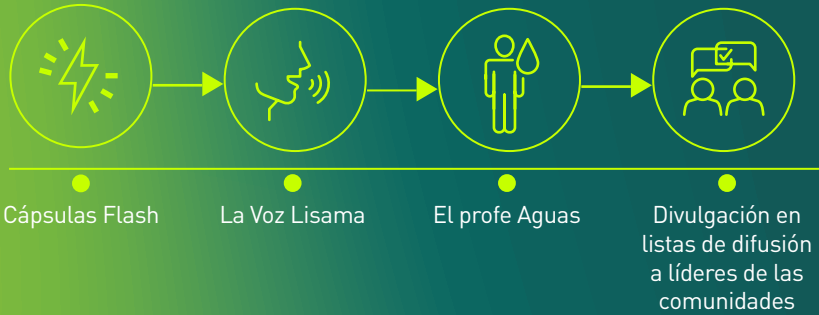 Cápsulas Flash
La Voz Lisama
El profe Aguas
Divulgación en
listas de difusión
a líderes de las
comunidades